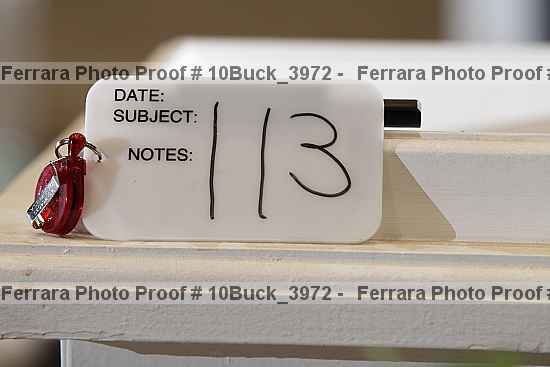 Ferrara Photo Proof # 10Buck_3972 - Ferrara Photo Proof #
DATE:
SUBJECT:
NOTES:
113
Ferrara Photo Proof # 10Buck_3972 - Ferrara Photo Proof #